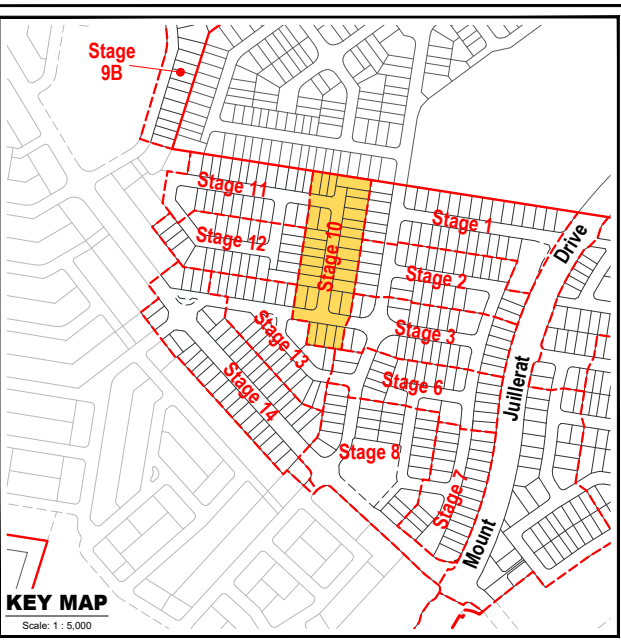 Stage
9B
Stage 11
Stage 1
Stage 12
Stage 10
Drive
Stage 2
Stage 3
Stage 13
Juillerat
Stage 6
Stage 14
Stage 8
Stage 7
Mount
KEY MAP
Scale: 1 : 5,000